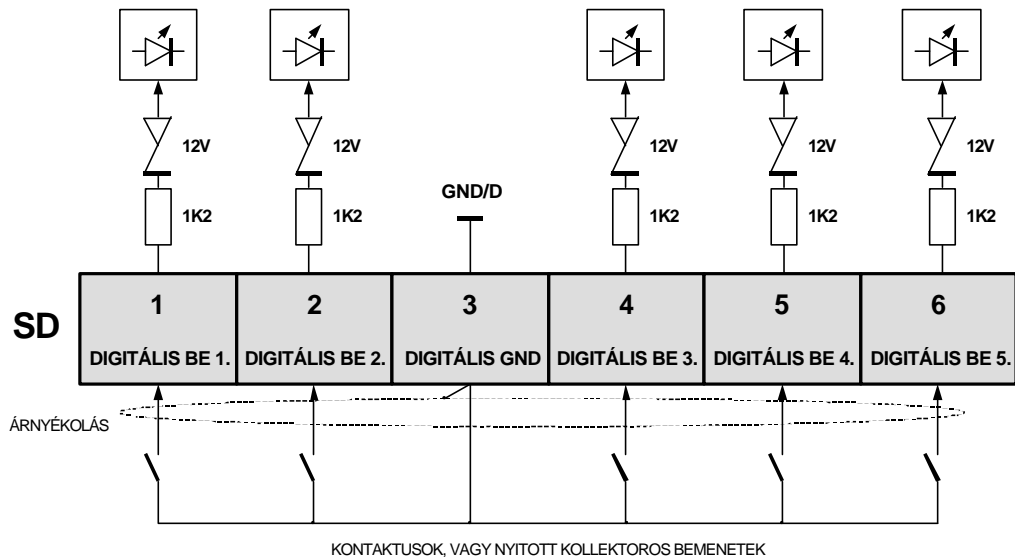 12V 12V 12V 12V 12V
GND/D
1K2 1K2 1K2 1K2 1K2
SD
1 2 3 4 5 6
DIGITÁLIS BE 1. DIGITÁLIS BE 2. DIGITÁLIS GND DIGITÁLIS BE 3. DIGITÁLIS BE 4. DIGITÁLIS BE 5.
ÁRNYÉKOLÁS
KONTAKTUSOK, VAGY NYITOTT KOLLEKTOROS BEMENETEK